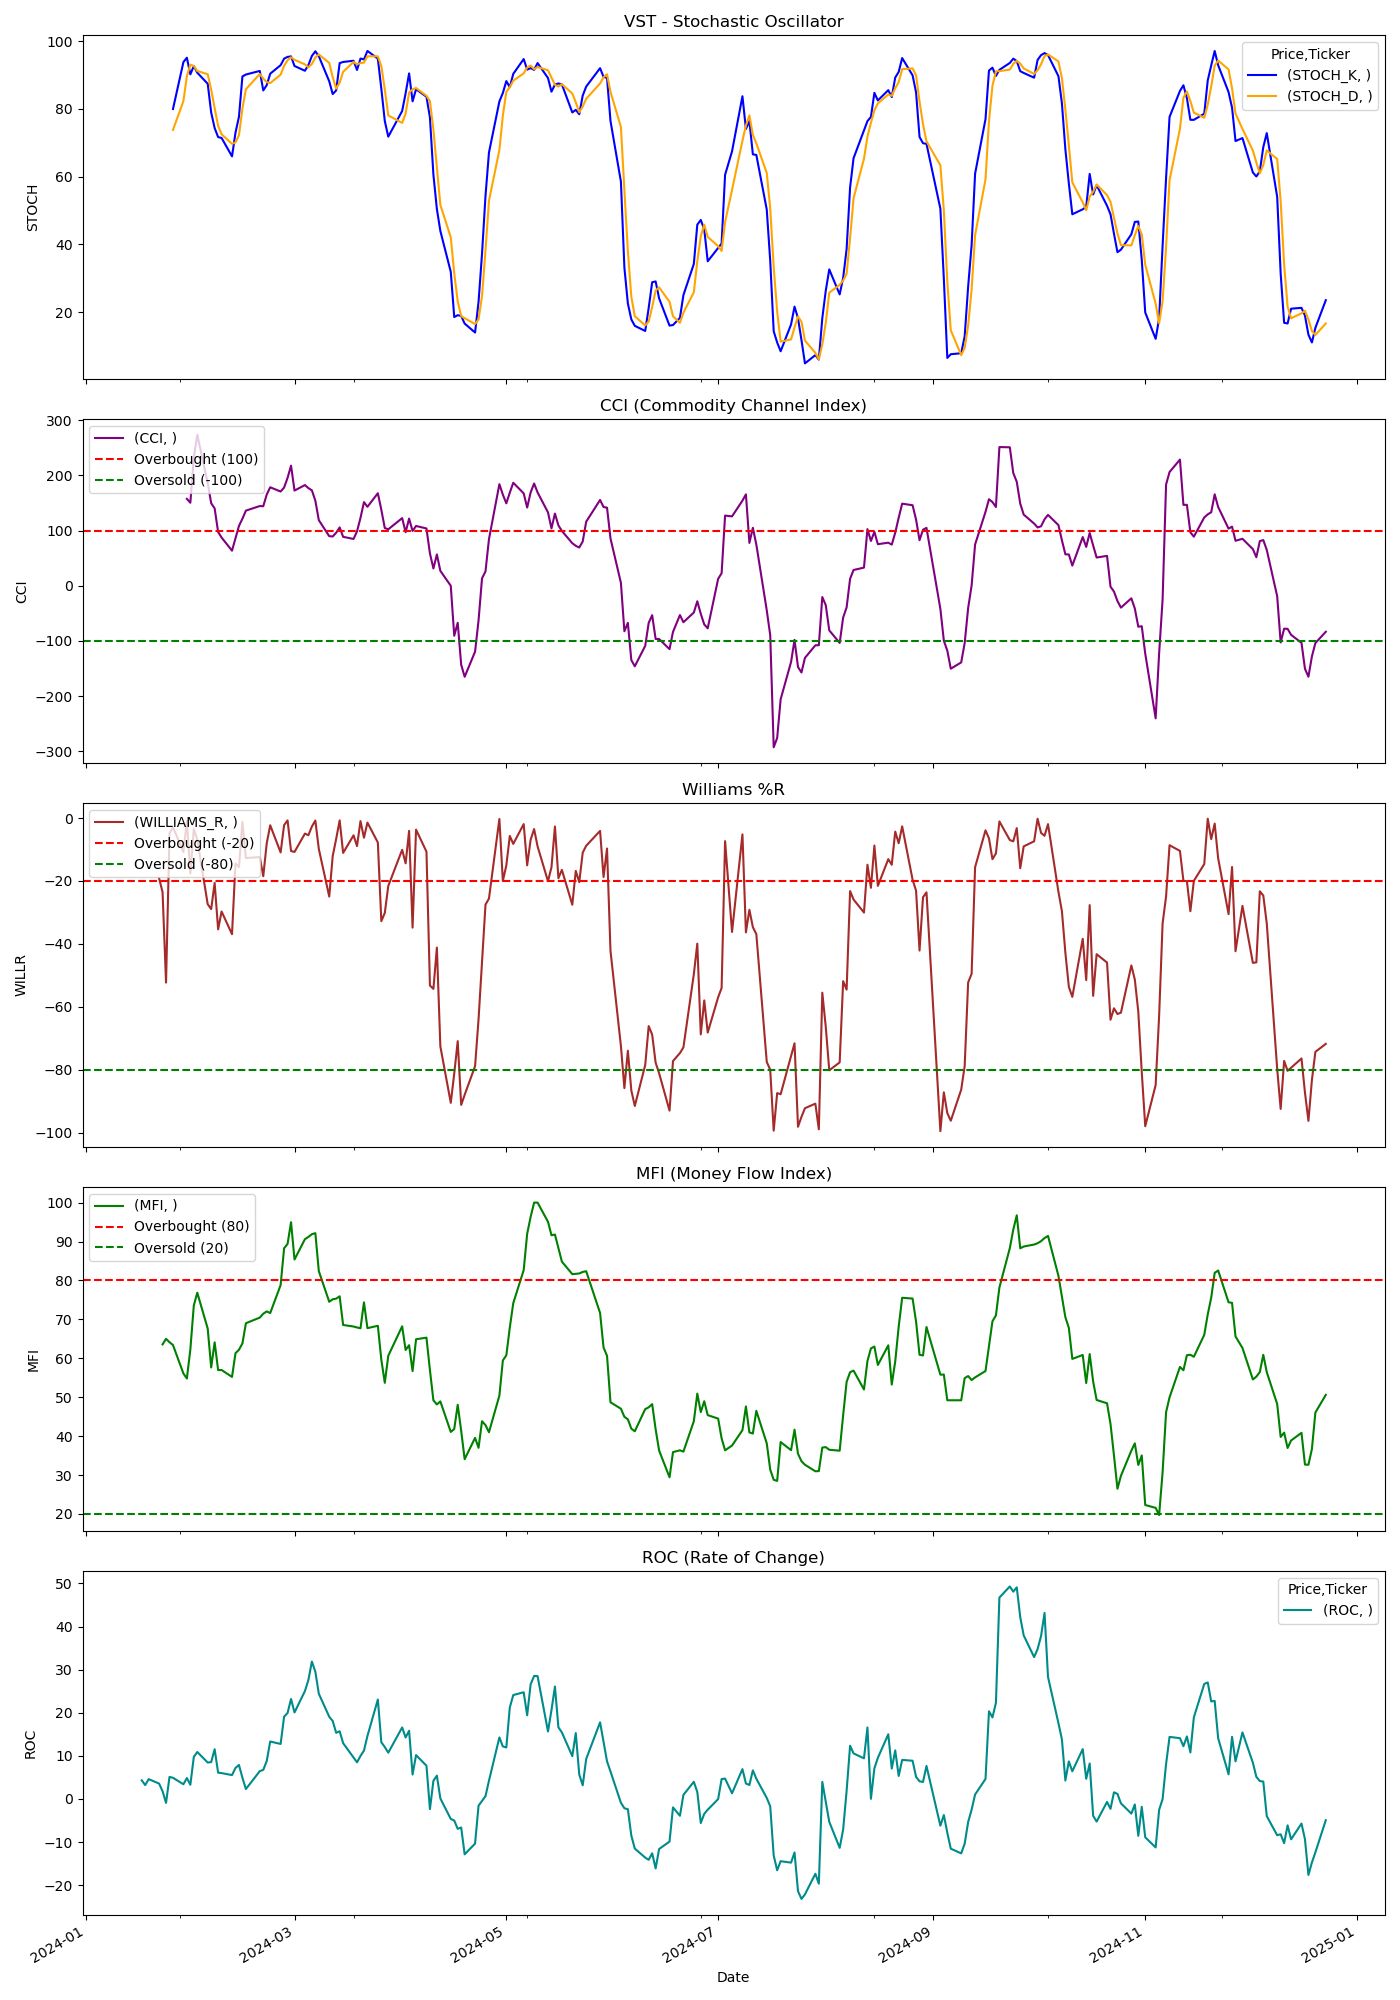 VST - Stochastic Oscillator
100
80
60
40
20
STOCH
Price,Ticker
(STOCH_K, )
(STOCH_D, )
CCI (Commodity Channel Index)
300
200
100
0
−100
−200
−300
CCI
(CCI, )
Overbought (100)
Oversold (-100)
Williams %R
0
−20
−40
−60
−80
−100
WILLR
(WILLIAMS_R, )
Overbought (-20)
Oversold (-80)
MFI (Money Flow Index)
100
90
80
70
60
50
40
30
20
MFI
(MFI, )
Overbought (80)
Oversold (20)
ROC (Rate of Change)
50
40
30
20
10
0
−10
−20
ROC
Price,Ticker
(ROC, )
2024-01
2024-03
2024-05
2024-07
2024-09
2024-11
2025-01
Date